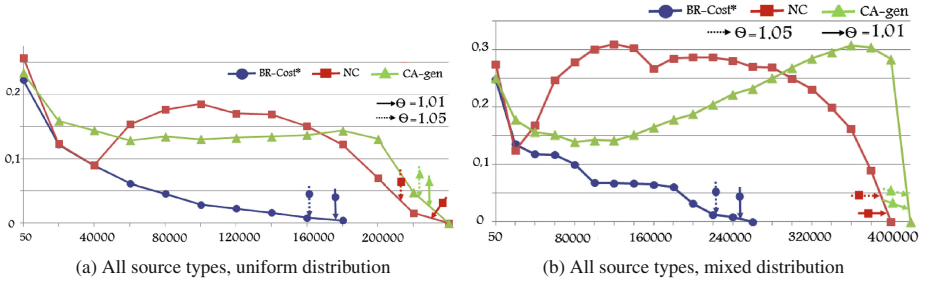 BR-Cost* NC CA-gen
Θ=1.01
Θ=1.05
0,2
0,1
0
50 40000 80000 120000 160000 200000
(a) All source types, uniform distribution
BR-Cost* NC CA-gen
Θ=1.05 Θ=1.01
0,3
0,2
0,1
0
50 80000 160000 240000 320000 400000
(b) All source types, mixed distribution